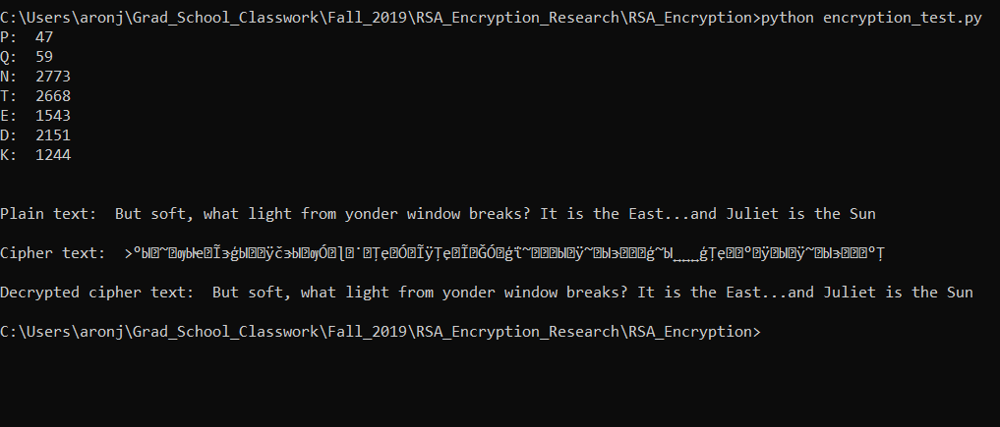 C:\Users\aronj\Grad_School_Classwork\Fall_2019\RSA_Encryption_Research\RSA_Encryption>python encryption_test.py
P:  47
Q:  59
N:  2773
T:  2668
E:  1543
D:  2151
K:  1244
Plain text:  But soft, what light from yonder window breaks? It is the East...and Juliet is the Sun
Cipher text:
Decrypted cipher text:  But soft, what light from yonder window breaks? It is the East...and Juliet is the Sun
C:\Users\aronj\Grad_School_Classwork\Fall_2019\RSA_Encryption_Research\RSA_Encryption>